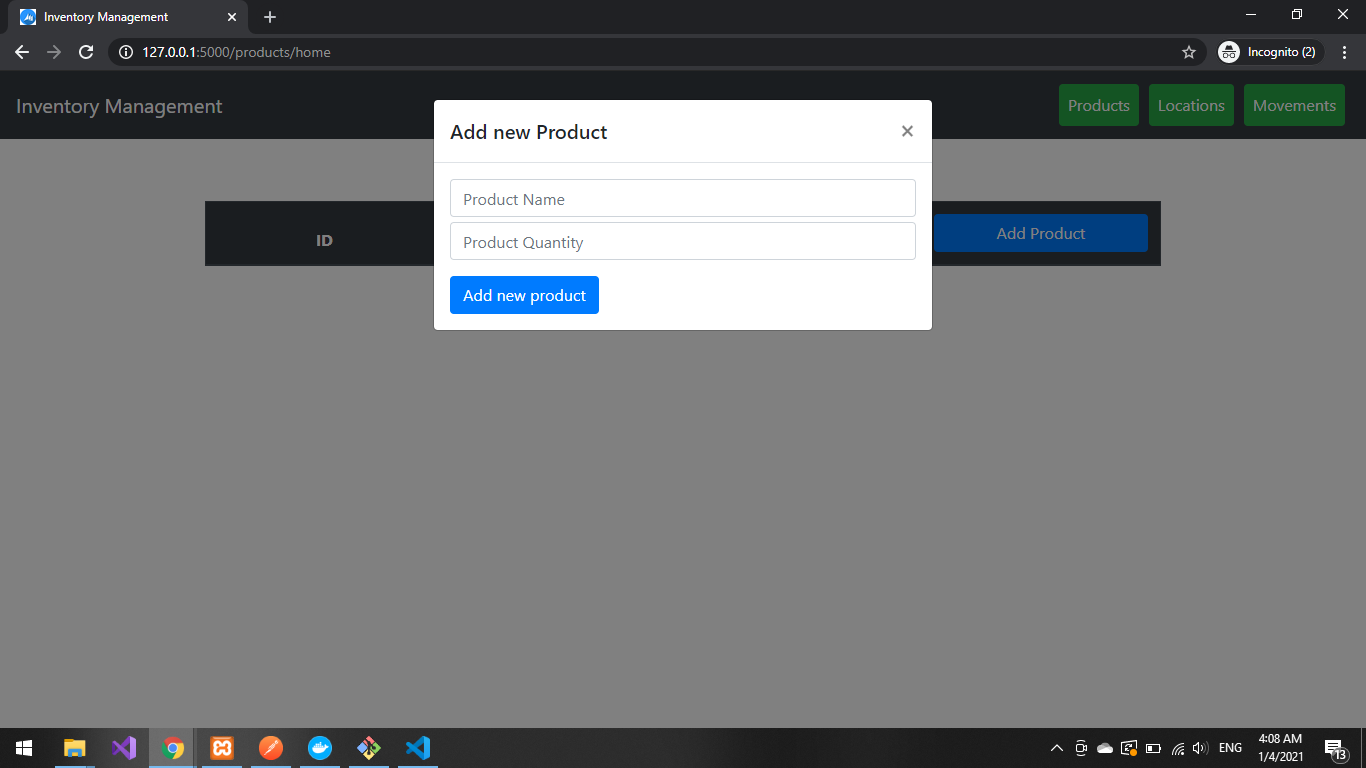 Inventory Management
127.0.0.1:5000/products/home
Incognito (2)
Inventory Management
Products
Locations
Movements
Add new Product
×
Product Name
Product Quantity
Add new product
ID
Add Product
ENG
4:08 AM
1/4/2021
13